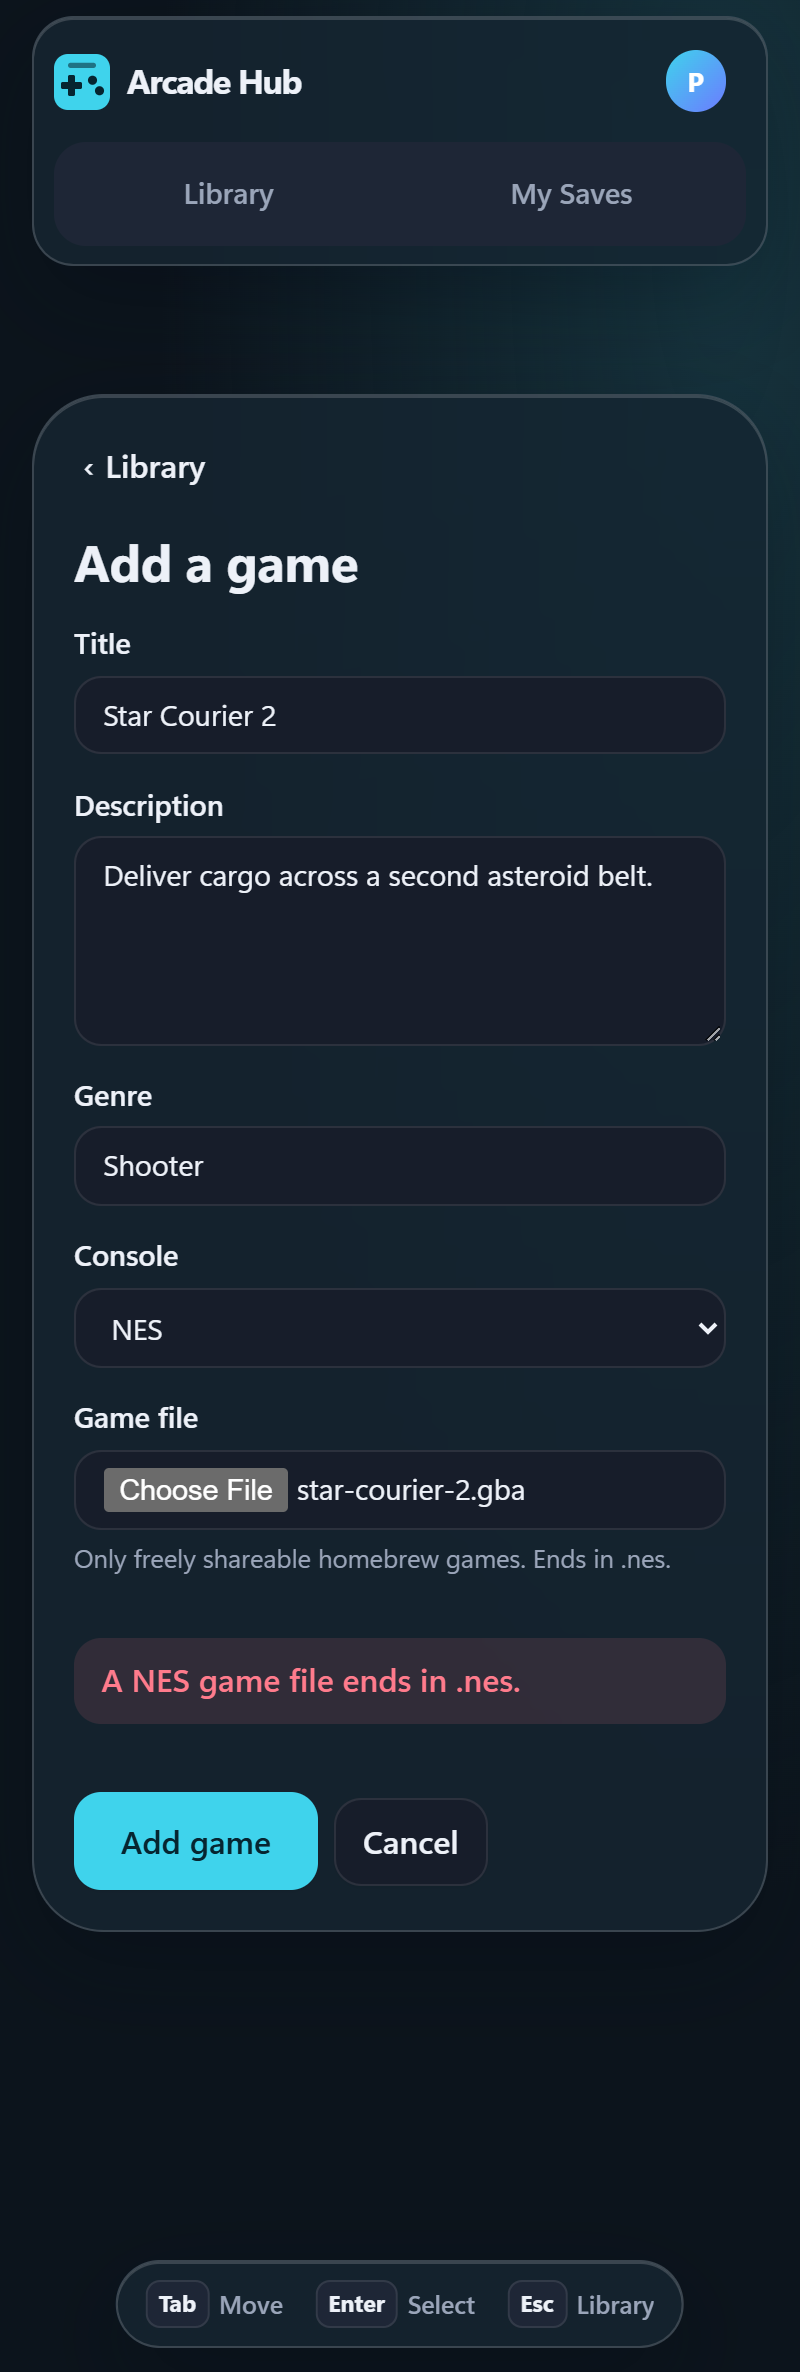 Arcade Hub
P
Library
My Saves
‹ Library
Add a game
Title
Star Courier 2
Description
Deliver cargo across a second asteroid belt.
Genre
Shooter
Console
NES
Game file
Choose File star-courier-2.gba
Only freely shareable homebrew games. Ends in .nes.
A NES game file ends in .nes.
Add game
Cancel
Tab Move Enter Select Esc Library